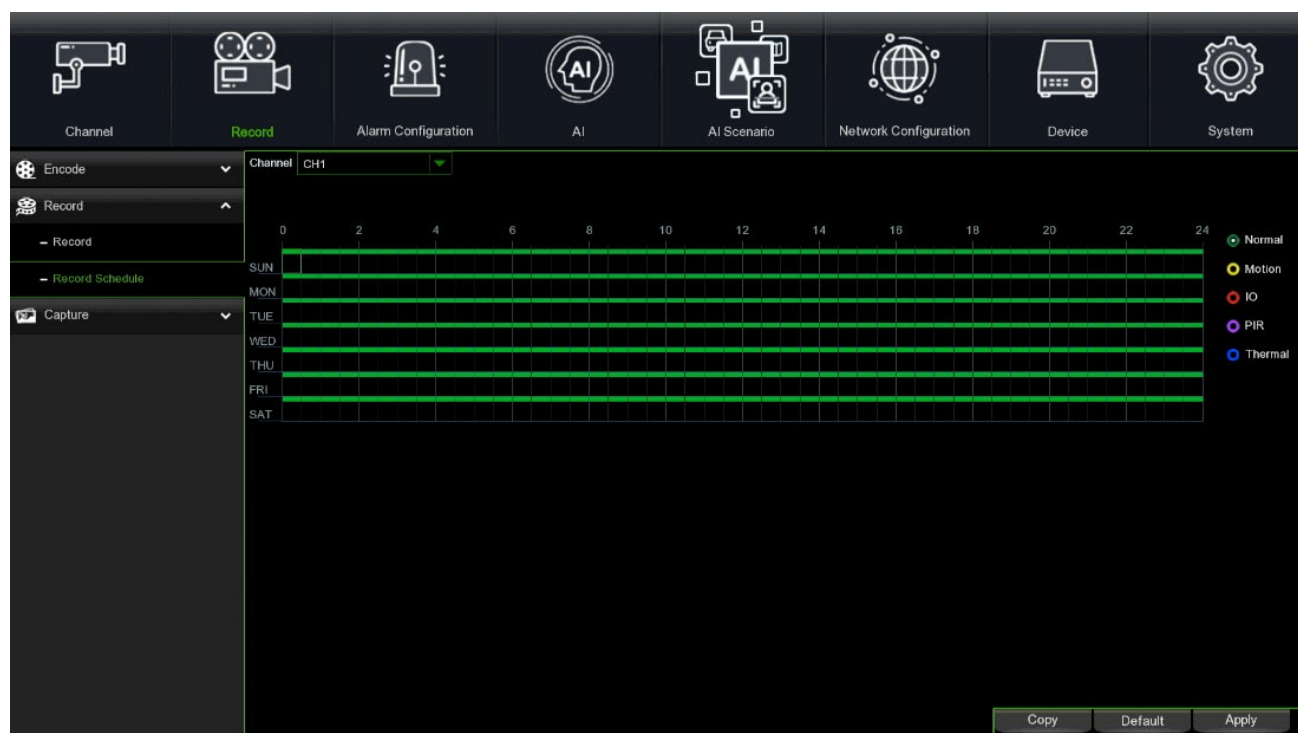 AI
AI
Channel Record Alarm Configuration AI AI Scenario Network Configuration Device System
Encode
Record
– Record
– Record Schedule
Capture
Channel CH1
0 2 4 6 8 10 12 14 16 18 20 22 24
SUN
MON
TUE
WED
THU
FRI
SAT
Normal
Motion
IO
PIR
Thermal
Copy Default Apply